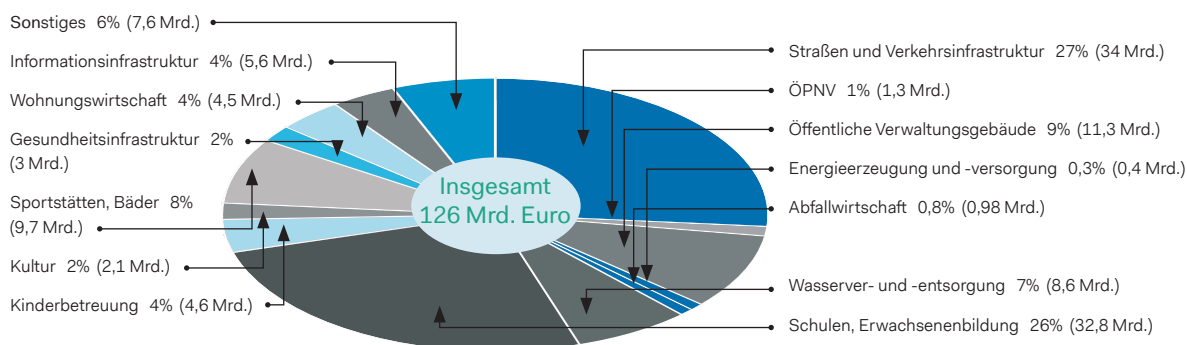 Sonstiges 6% (7,6 Mrd.)
Informationsinfrastruktur 4% (5,6 Mrd.)
Wohnungswirtschaft 4% (4,5 Mrd.)
Gesundheitsinfrastruktur 2%
(3 Mrd.)
Sportstätten, Bäder 8%
(9,7 Mrd.)
Kultur 2% (2,1 Mrd.)
Kinderbetreuung 4% (4,6 Mrd.)
Insgesamt
126 Mrd. Euro
Straßen und Verkehrsinfrastruktur 27% (34 Mrd.)
ÖPNV 1% (1,3 Mrd.)
Öffentliche Verwaltungsgebäude 9% (11,3 Mrd.)
Energieerzeugung und -versorgung 0,3% (0,4 Mrd.)
Abfallwirtschaft 0,8% (0,98 Mrd.)
Wasserver- und -entsorgung 7% (8,6 Mrd.)
Schulen, Erwachsenenbildung 26% (32,8 Mrd.)